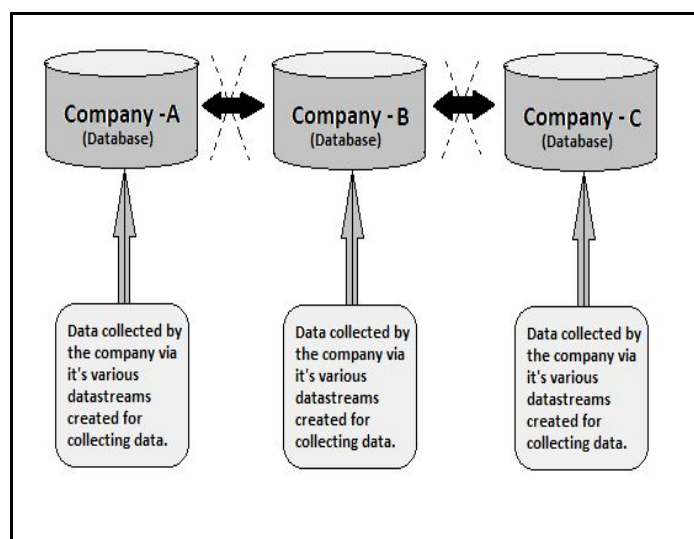 Company -A
(Database)
Company - B
(Database)
Company - C
(Database)
Data collected by
the company via
it's various
datastreams
created for
collecting data.
Data collected by
the company via
it's various
datastreams
created for
collecting data.
Data collected by
the company via
it's various
datastreams
created for
collecting data.